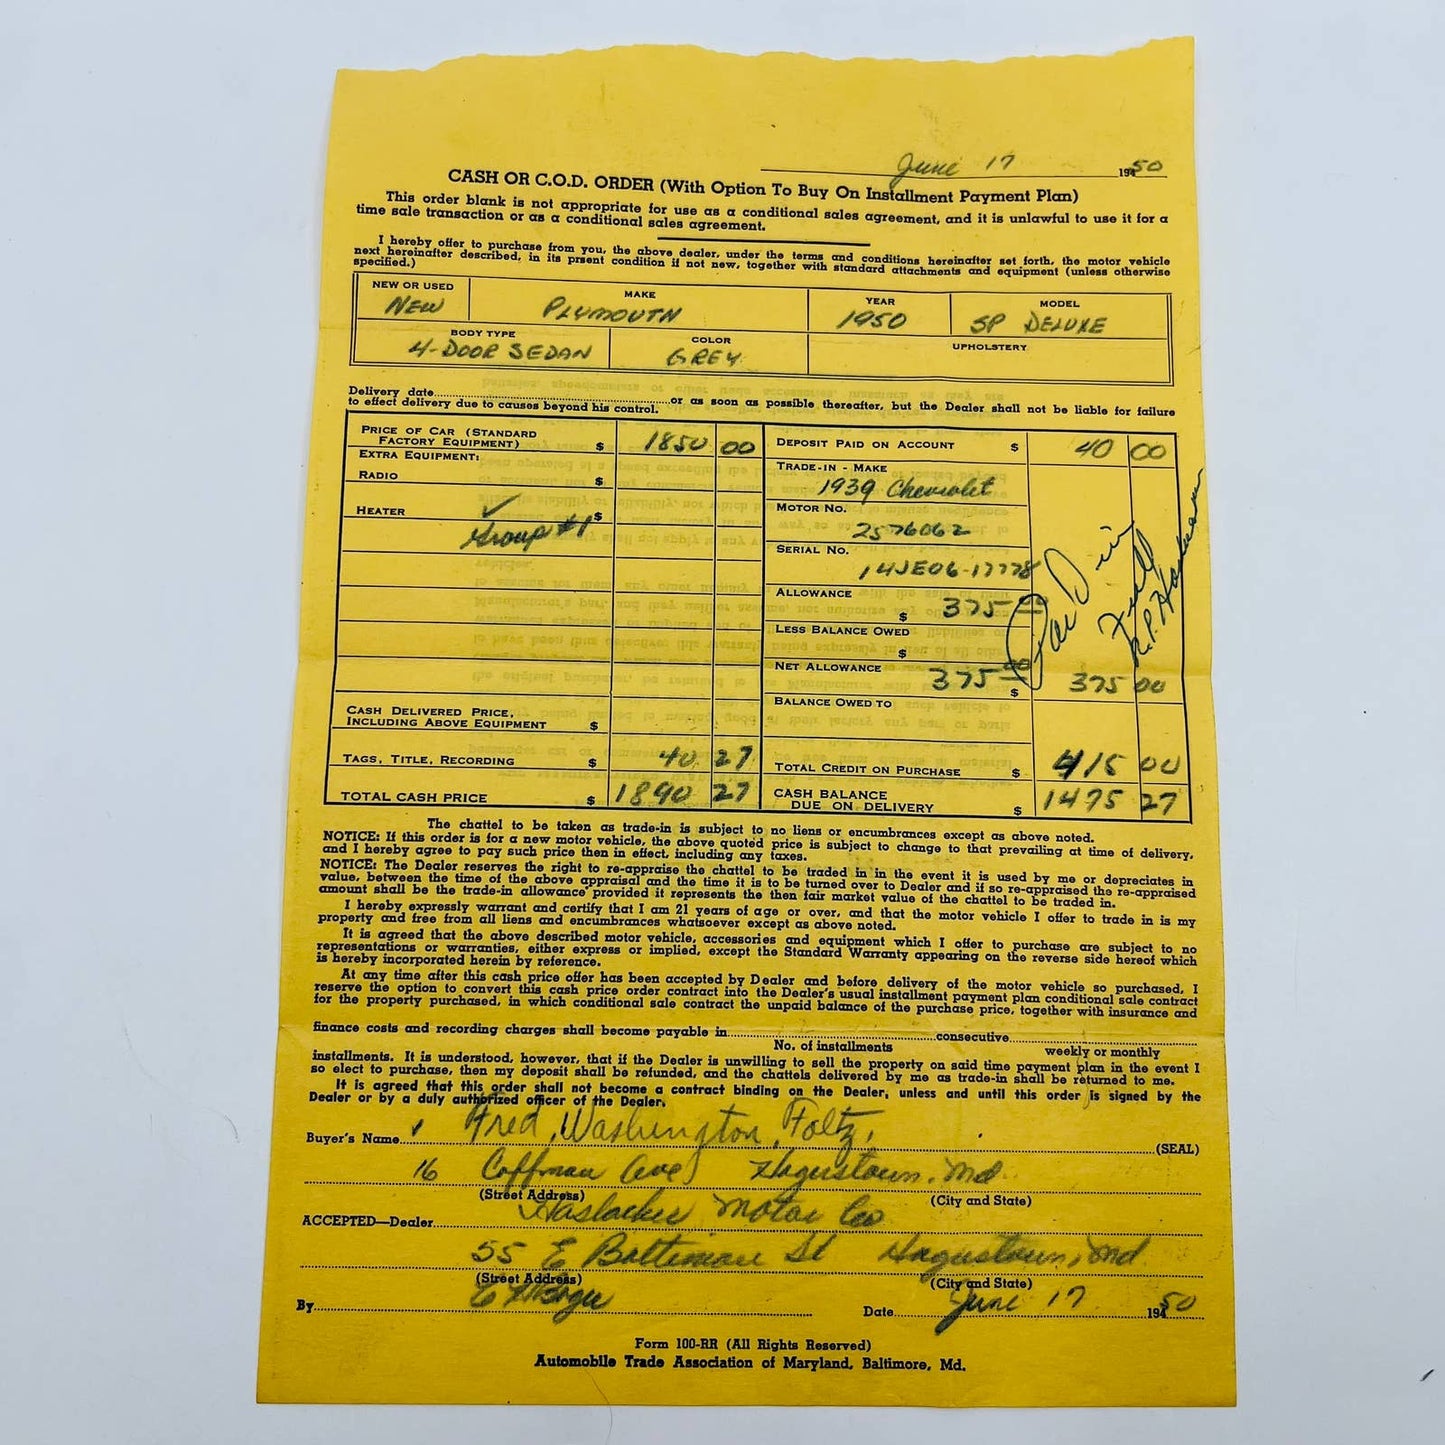 June 17 1950
CASH OR C.O.D. ORDER (With Option To Buy On Installment Payment Plan)
This order blank is not appropriate for use as a conditional sales agreement, and it is unlawful to use it for a
time sale transaction or as a conditional sales agreement.
I hereby offer to purchase from you, the above dealer, under the terms and conditions hereinafter set forth, the motor vehicle
next hereinafter described, in its prsent condition if not new, together with standard attachments and equipment (unless otherwise
specified.)
NEW OR USED MAKE YEAR MODEL
NEW PLYMOUTH 1950 SP DELUXE
BODY TYPE COLOR UPHOLSTERY
4-DOOR SEDAN GREY
Delivery date........or as soon as possible thereafter, but the Dealer shall not be liable for failure
to effect delivery due to causes beyond his control.
PRICE OF CAR (STANDARD
FACTORY EQUIPMENT) $ 1850 00
EXTRA EQUIPMENT:
RADIO $
HEATER ✓ $
Group #1
CASH DELIVERED PRICE,
INCLUDING ABOVE EQUIPMENT $
TAGS, TITLE, RECORDING $ 40 27
TOTAL CASH PRICE $ 1890 27
DEPOSIT PAID ON ACCOUNT $ 40 00
TRADE-IN - MAKE
1939 Chevrolet
MOTOR NO.
2576062
SERIAL NO.
14JE06-17778
ALLOWANCE $ 375 00
LESS BALANCE OWED $
NET ALLOWANCE $ 375 00 375 00
BALANCE OWED TO
TOTAL CREDIT ON PURCHASE $ 415 00
CASH BALANCE
DUE ON DELIVERY $ 1475 27
Full
The chattel to be taken as trade-in is subject to no liens or encumbrances except as above noted.
NOTICE: If this order is for a new motor vehicle, the above quoted price is subject to change to that prevailing at time of delivery,
and I hereby agree to pay such price then in effect, including any taxes.
NOTICE: The Dealer reserves the right to re-appraise the chattel to be traded in in the event it is used by me or depreciates in
value, between the time of the above appraisal and the time it is to be turned over to Dealer and if so re-appraised the re-appraised
amount shall be the trade-in allowance provided it represents the then fair market value of the chattel to be traded in.
I hereby expressly warrant and certify that I am 21 years of age or over, and that the motor vehicle I offer to trade in is my
property and free from all liens and encumbrances whatsoever except as above noted.
It is agreed that the above described motor vehicle, accessories and equipment which I offer to purchase are subject to no
representations or warranties, either express or implied, except the Standard Warranty appearing on the reverse side hereof which
is hereby incorporated herein by reference.
At any time after this cash price offer has been accepted by Dealer and before delivery of the motor vehicle so purchased, I
reserve the option to convert this cash price order contract into the Dealer's usual installment payment plan conditional sale contract
for the property purchased, in which conditional sale contract the unpaid balance of the purchase price, together with insurance and
finance costs and recording charges shall become payable in........consecutive........
No. of installments weekly or monthly
installments. It is understood, however, that if the Dealer is unwilling to sell the property on said time payment plan in the event I
so elect to purchase, then my deposit shall be refunded, and the chattels delivered by me as trade-in shall be returned to me.
It is agreed that this order shall not become a contract binding on the Dealer, unless and until this order is signed by the
Dealer or by a duly authorized officer of the Dealer.
Buyer's Name ✓ Fred, Washington, Foltz, (SEAL)
16 Coffman Ave Hagerstown, Md.
(Street Address) (City and State)
ACCEPTED—Dealer Motor Co
55 E Baltimore St Hagerstown, Md.
(Street Address) (City and State)
By........ Date June 17 1950
Form 100-RR (All Rights Reserved)
Automobile Trade Association of Maryland, Baltimore, Md.